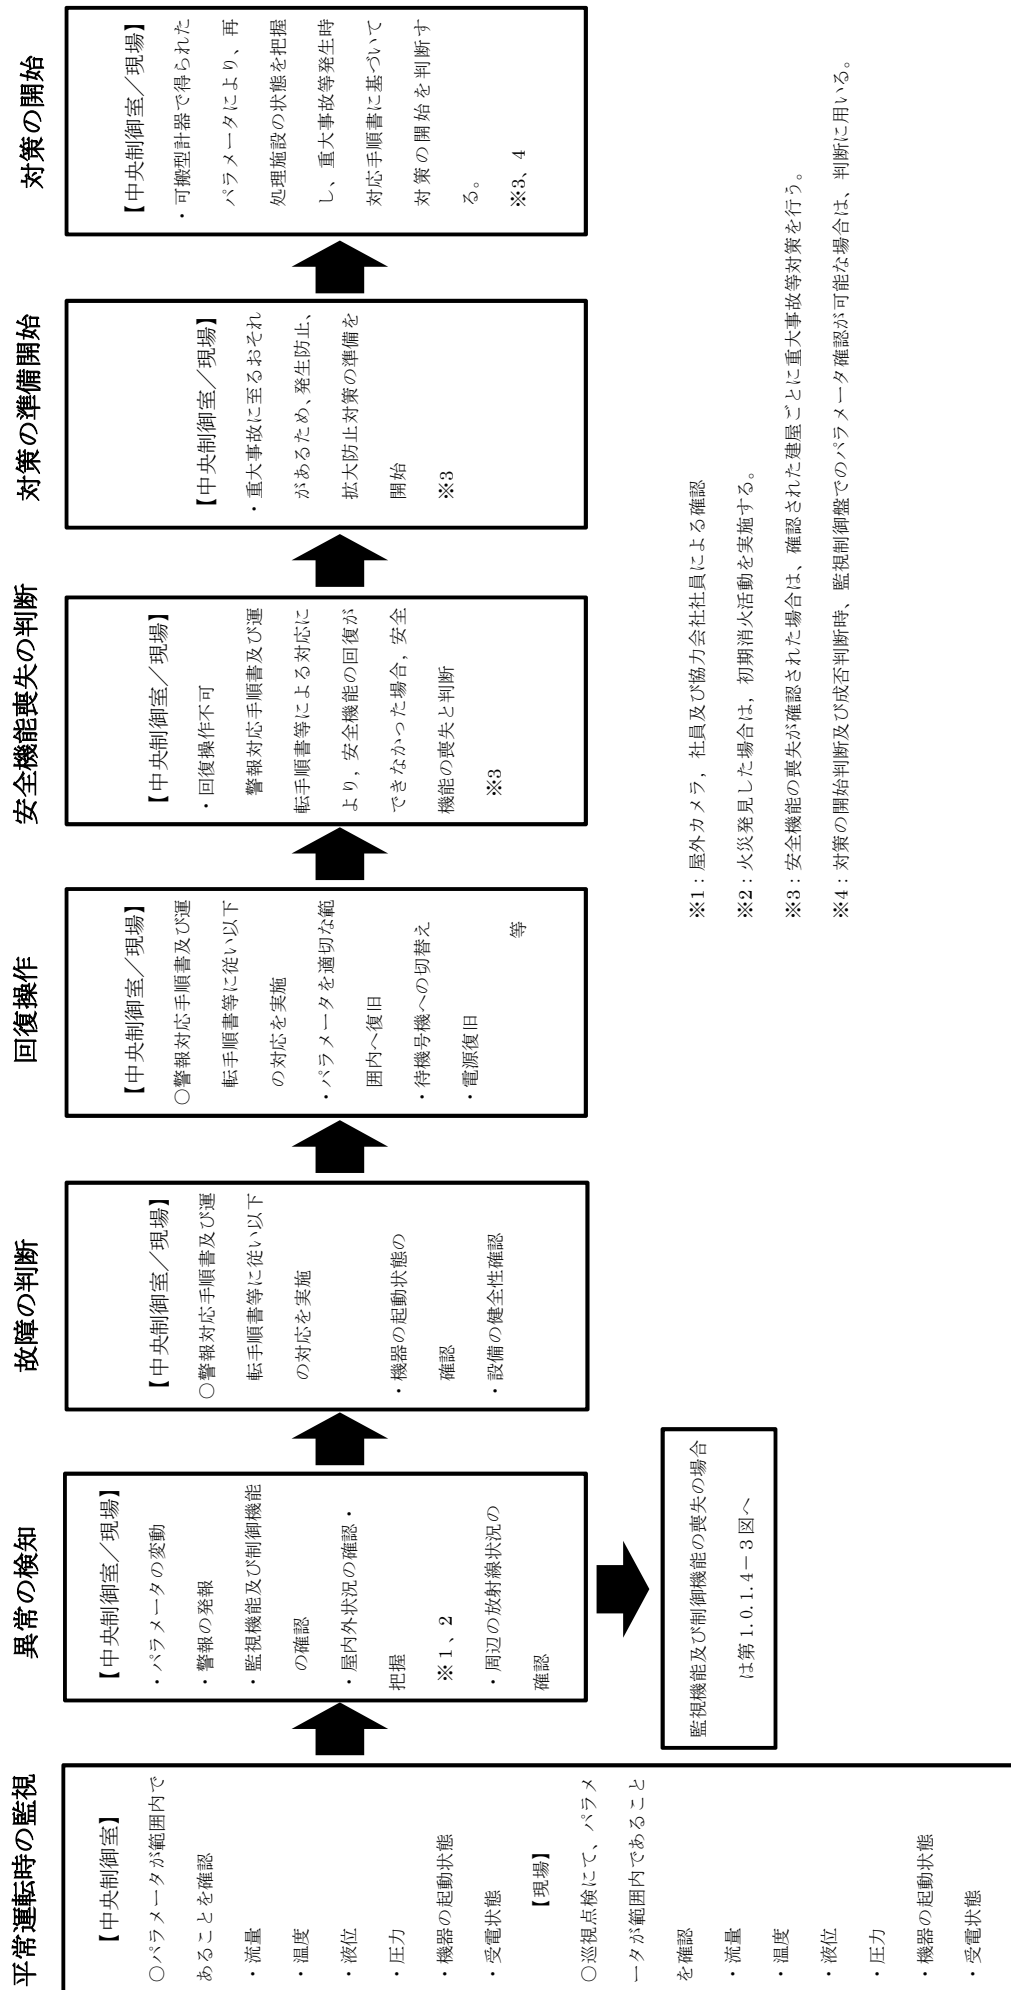 平常運転時の監視
【中央制御室】
○パラメータが範囲内で
あることを確認
・流量
・温度
・液位
・圧力
・機器の起動状態
・受電状態
【現場】
○巡視点検にて、パラメ
ータが範囲内であること
を確認
・流量
・温度
・液位
・圧力
・機器の起動状態
・受電状態
異常の検知
【中央制御室／現場】
・パラメータの変動
・警報の発報
・監視機能及び制御機能
の確認
・屋内外状況の確認・
把握
※1、2
・周辺の放射線状況の
確認
監視機能及び制御機能の喪失の場合
は第1.0.1.4－3図へ
故障の判断
【中央制御室／現場】
○警報対応手順書及び運
転手順書等に従い以下
の対応を実施
・機器の起動状態の
確認
・設備の健全性確認
回復操作
【中央制御室／現場】
○警報対応手順書及び運
転手順書等に従い以下
の対応を実施
・パラメータを適切な範
囲内へ復旧
・待機号機への切替え
・電源復旧
等
安全機能喪失の判断
【中央制御室／現場】
・回復操作不可
警報対応手順書及び運
転手順書等による対応に
より，安全機能の回復が
できなかった場合，安全
機能の喪失と判断
※3
対策の準備開始
【中央制御室／現場】
・重大事故に至るおそれ
があるため、発生防止、
拡大防止対策の準備を
開始
※3
対策の開始
【中央制御室／現場】
・可搬型計器で得られた
パラメータにより、再
処理施設の状態を把握
し、重大事故等発生時
対応手順書に基づいて
対策の開始を判断す
る。
※3、4
※1：屋外カメラ，社員及び協力会社社員による確認
※2：火災発見した場合は，初期消火活動を実施する。
※3：安全機能の喪失が確認された場合は、確認された建屋ごとに重大事故等対策を行う。
※4：対策の開始判断及び成否判断時、監視制御盤でのパラメータ確認が可能な場合は、判断に用いる。